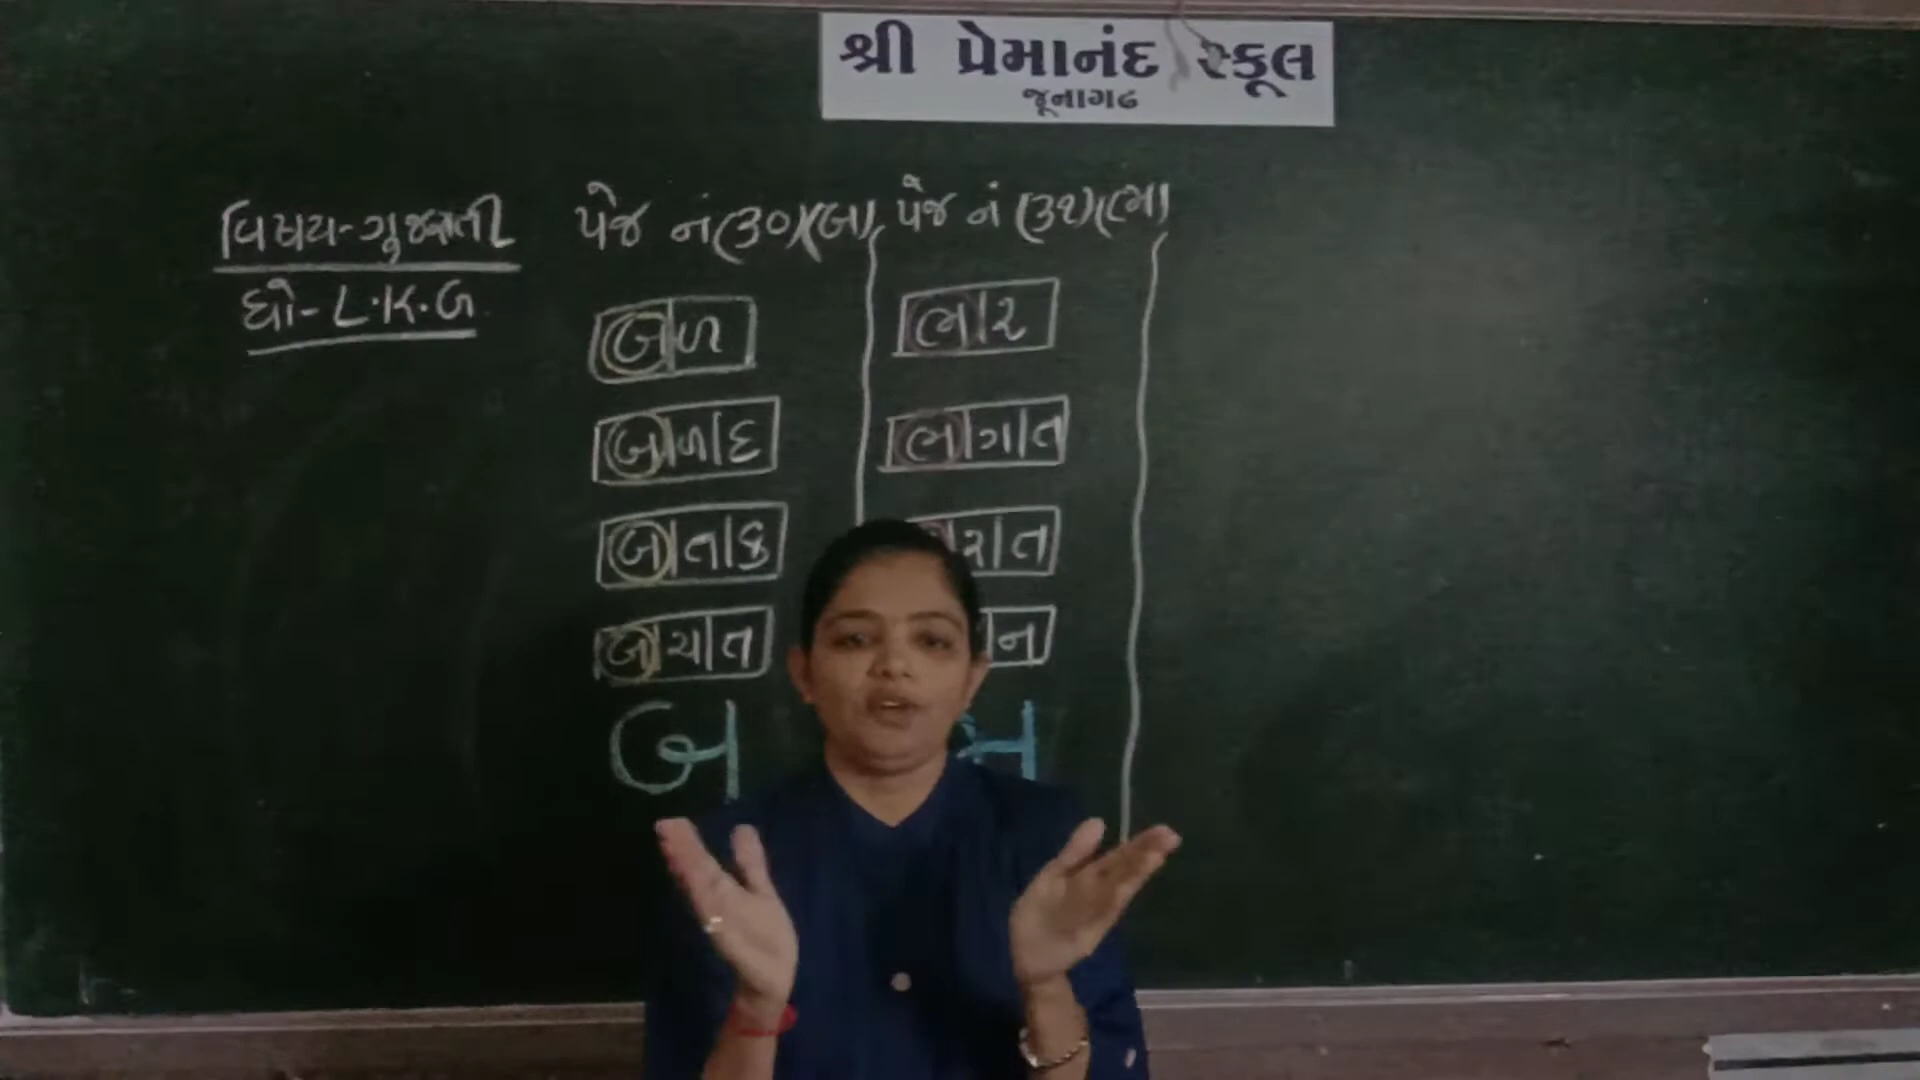 શ્રી પ્રેમાનંદ સ્કૂલ
જૂનાગઢ
વિષય-ગુજરાતી
ધો-L.K.G
પેજ નં(૩૦)(બ)
બ|ળ
બ|ળ|દ
બ|ત|ક
બ|ચ|ત
બ
પેજ નં (૩૧)(ભ)
ભ|ર
ભ|ગ|ત
ર|ત
ન